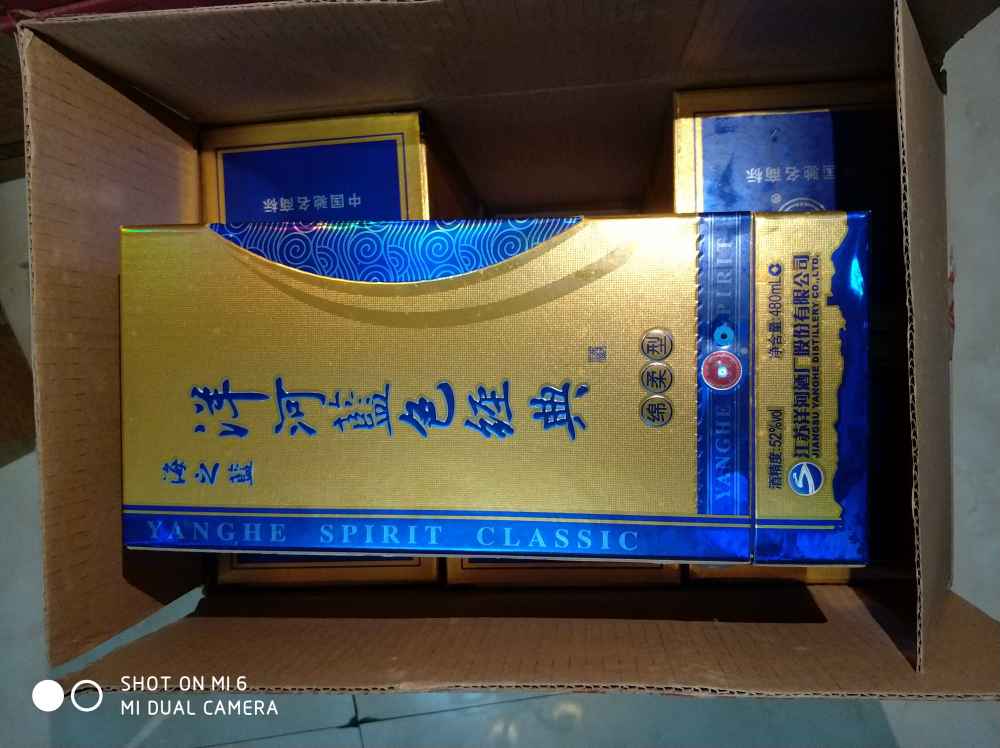 中国驰名商标
中国驰名商标
®
洋河蓝色经典
海之蓝
绵柔型
YANGHE SPIRIT CLASSIC
YANGHE SPIRIT
酒精度:52%vol 净含量:480mL
江苏洋河酒厂股份有限公司
JIANGSU YANGHE DISTILLERY CO.,LTD.
SHOT ON MI 6
MI DUAL CAMERA